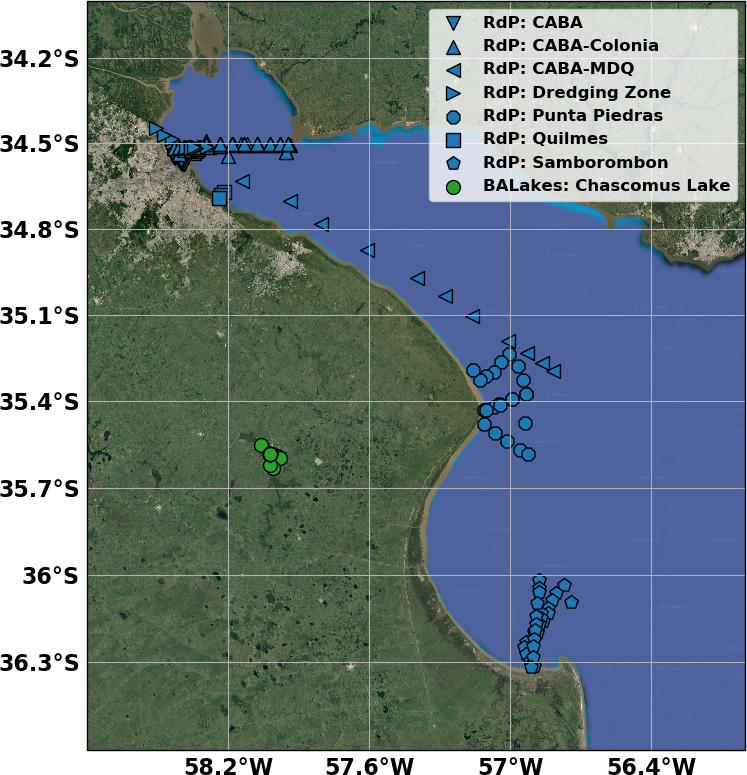 RdP: CABA
RdP: CABA-Colonia
RdP: CABA-MDQ
RdP: Dredging Zone
RdP: Punta Piedras
RdP: Quilmes
RdP: Samborombon
BALakes: Chascomus Lake
34.2°S
34.5°S
34.8°S
35.1°S
35.4°S
35.7°S
36°S
36.3°S
58.2°W 57.6°W 57°W 56.4°W